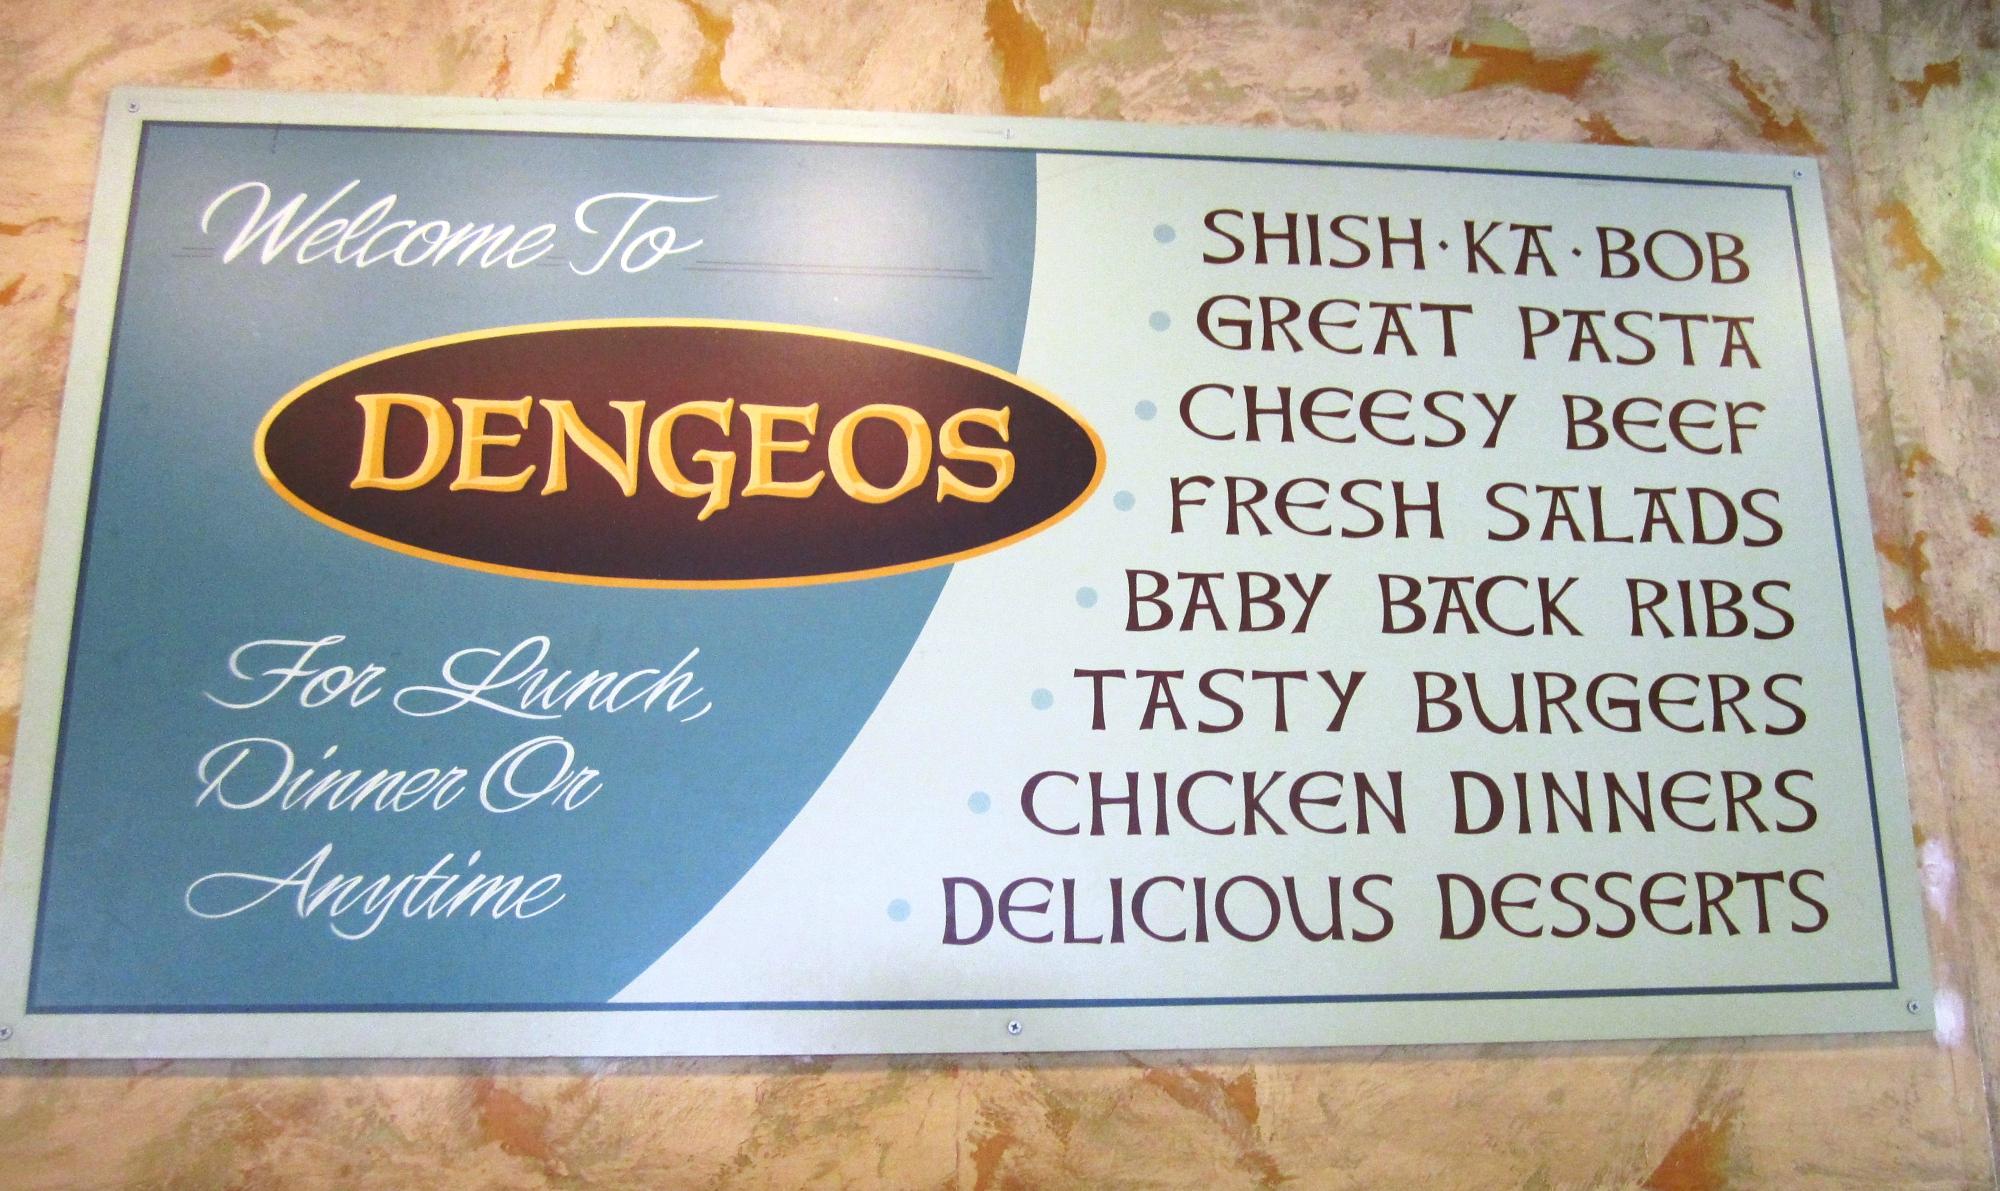 Welcome To
DENGEOS
For Lunch,
Dinner Or
Anytime
SHISH·KA·BOB
GREAT PASTA
CHEESY BEEF
FRESH SALADS
BABY BACK RIBS
TASTY BURGERS
CHICKEN DINNERS
DELICIOUS DESSERTS